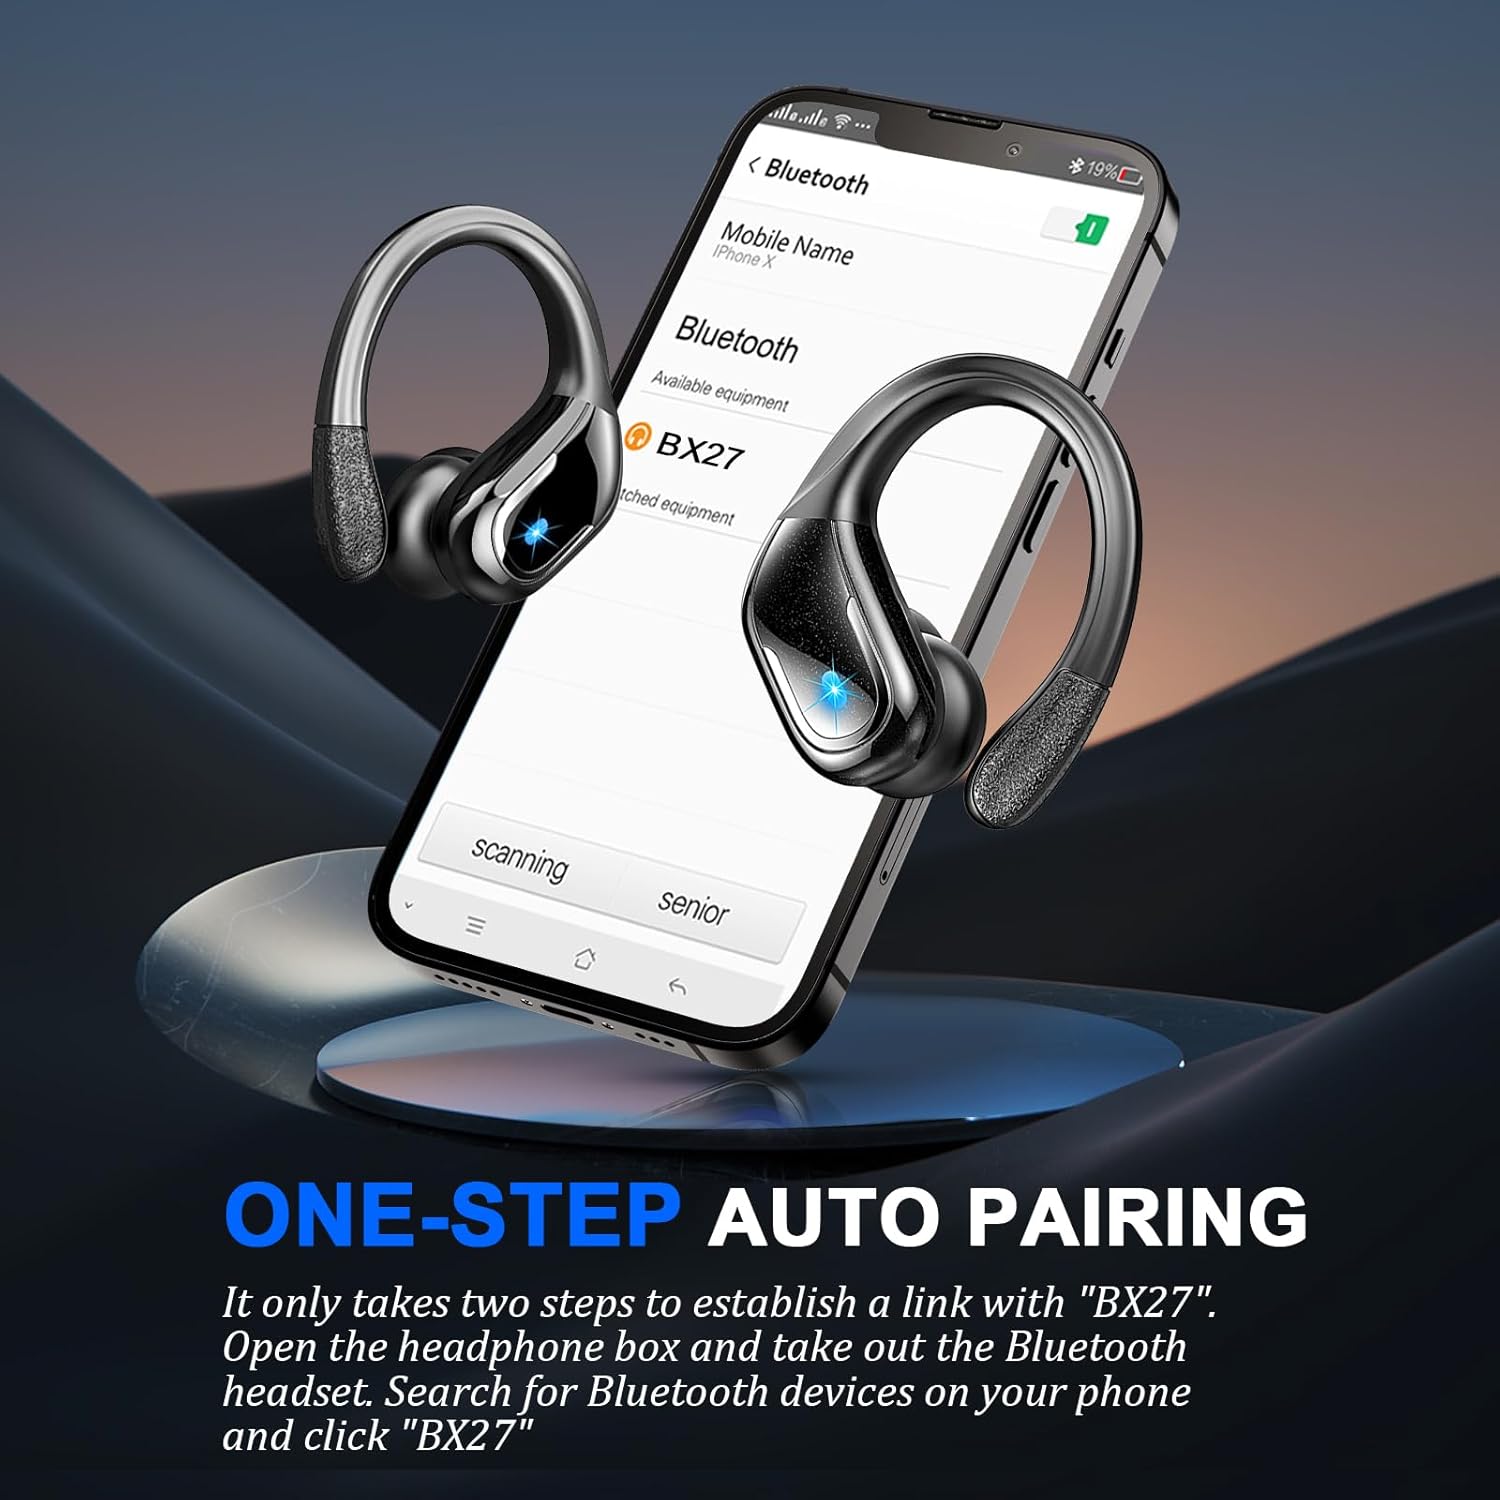 19%
Bluetooth
Mobile Name
IPhone X
Bluetooth
Available equipment
BX27
tched equipment
scanning
senior
ONE-STEP AUTO PAIRING
It only takes two steps to establish a link with "BX27".
Open the headphone box and take out the Bluetooth
headset. Search for Bluetooth devices on your phone
and click "BX27"